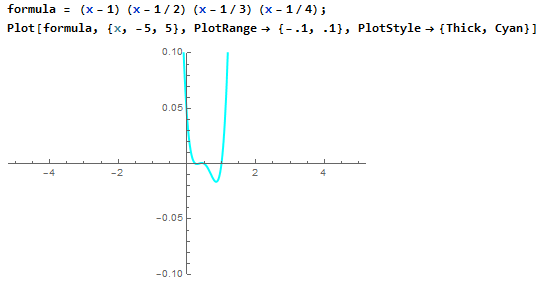 formula = (x - 1) (x - 1 / 2) (x - 1 / 3) (x - 1 / 4);
Plot[formula, {x, -5, 5}, PlotRange → {-.1, .1}, PlotStyle → {Thick, Cyan}]
0.10
0.05
-4 -2 2 4
-0.05
-0.10